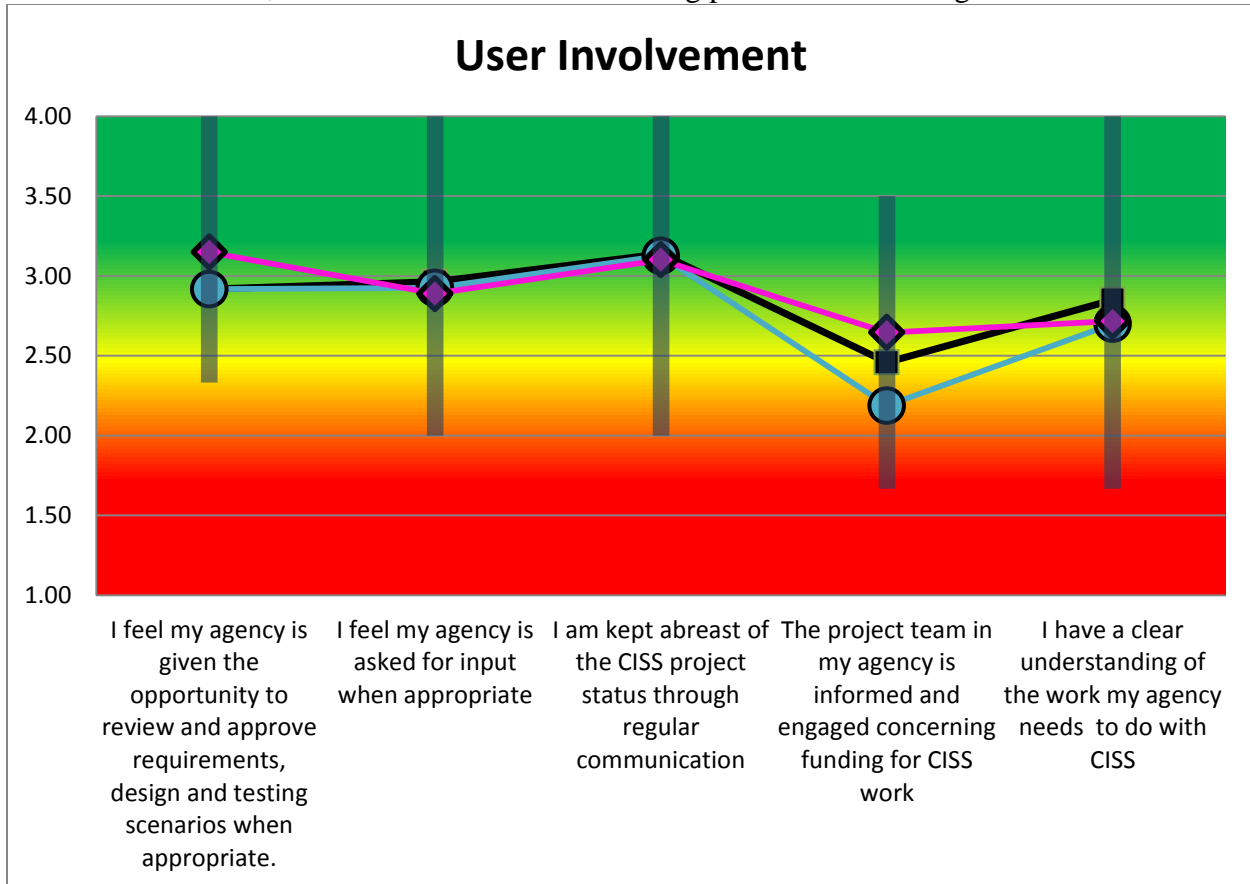 User Involvement
4.00
3.50
3.00
2.50
2.00
1.50
1.00
I feel my agency is
given the
opportunity to
review and approve
requirements,
design and testing
scenarios when
appropriate.
I feel my agency is
asked for input
when appropriate
I am kept abreast of
the CISS project
status through
regular
communication
The project team in
my agency is
informed and
engaged concerning
funding for CISS
work
I have a clear
understanding of
the work my agency
needs  to do with
CISS